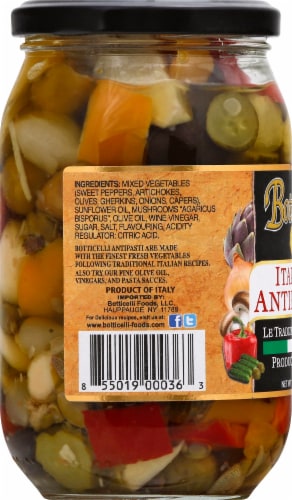 INGREDIENTS: MIXED VEGETABLES
(SWEET PEPPERS, ARTICHOKES,
OLIVES, GHERKINS, ONIONS, CAPERS),
SUNFLOWER OIL, MUSHROOMS "AGARICUS
BISPORUS", OLIVE OIL, WINE VINEGAR,
SUGAR, SALT, FLAVOURING, ACIDITY
REGULATOR: CITRIC ACID.
BOTTICELLI ANTIPASTI ARE MADE
WITH THE FINEST FRESH VEGETABLES
FOLLOWING TRADITIONAL ITALIAN RECIPES.
ALSO TRY OUR FINE OLIVE OIL,
VINEGARS, AND PASTA SAUCES.
PRODUCT OF ITALY
IMPORTED BY:
Botticelli Foods, LLC.
HAUPPAUGE, NY 11788
For Delicious recipes, visit us at:
www.botticelli-foods.com
8 55019 00036 3
Bot
ITA
ANTI
LE TRADI
PRODU
NET